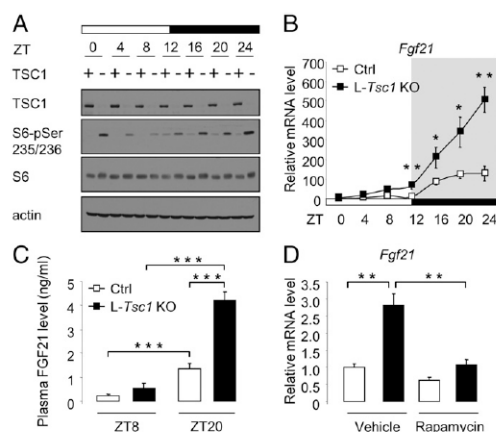 A
ZT 0 4 8 12 16 20 24
TSC1 + - + - + - + - + - + - + -
TSC1
S6-pSer
235/236
S6
actin
B
Fgf21
Relative mRNA level
700
600
500
400
300
200
100
0
Ctrl
L-Tsc1 KO
* *
*
*
* *
ZT 0 4 8 12 16 20 24
C
Plasma FGF21 level (ng/ml)
5
4
3
2
1
0
Ctrl
L-Tsc1 KO
* * *
* * *
* * *
ZT8 ZT20
D
Fgf21
Relative mRNA level
3.5
3.0
2.5
2.0
1.5
1.0
0.5
0
* *
* *
Vehicle Rapamycin